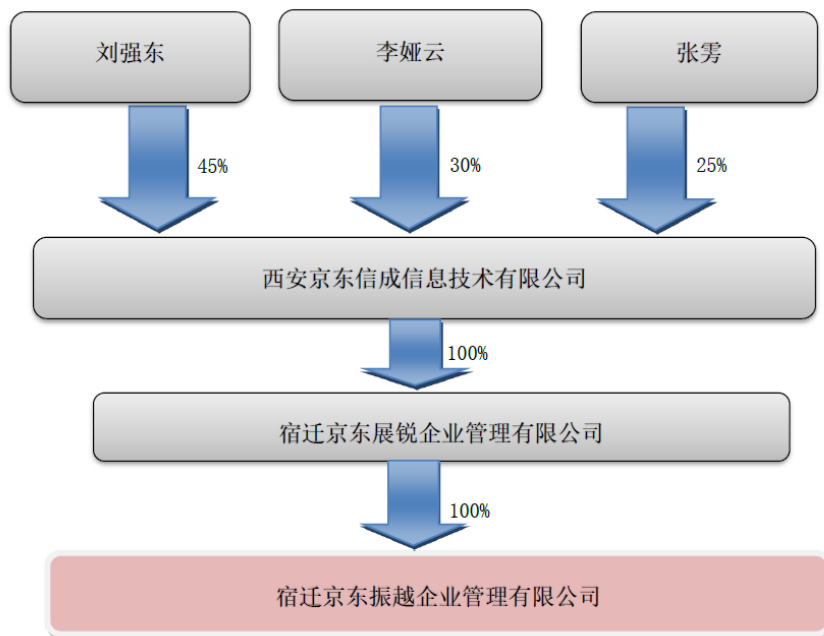 刘强东
李娅云
张雱
45%
30%
25%
西安京东信成信息技术有限公司
100%
宿迁京东展锐企业管理有限公司
100%
宿迁京东振越企业管理有限公司